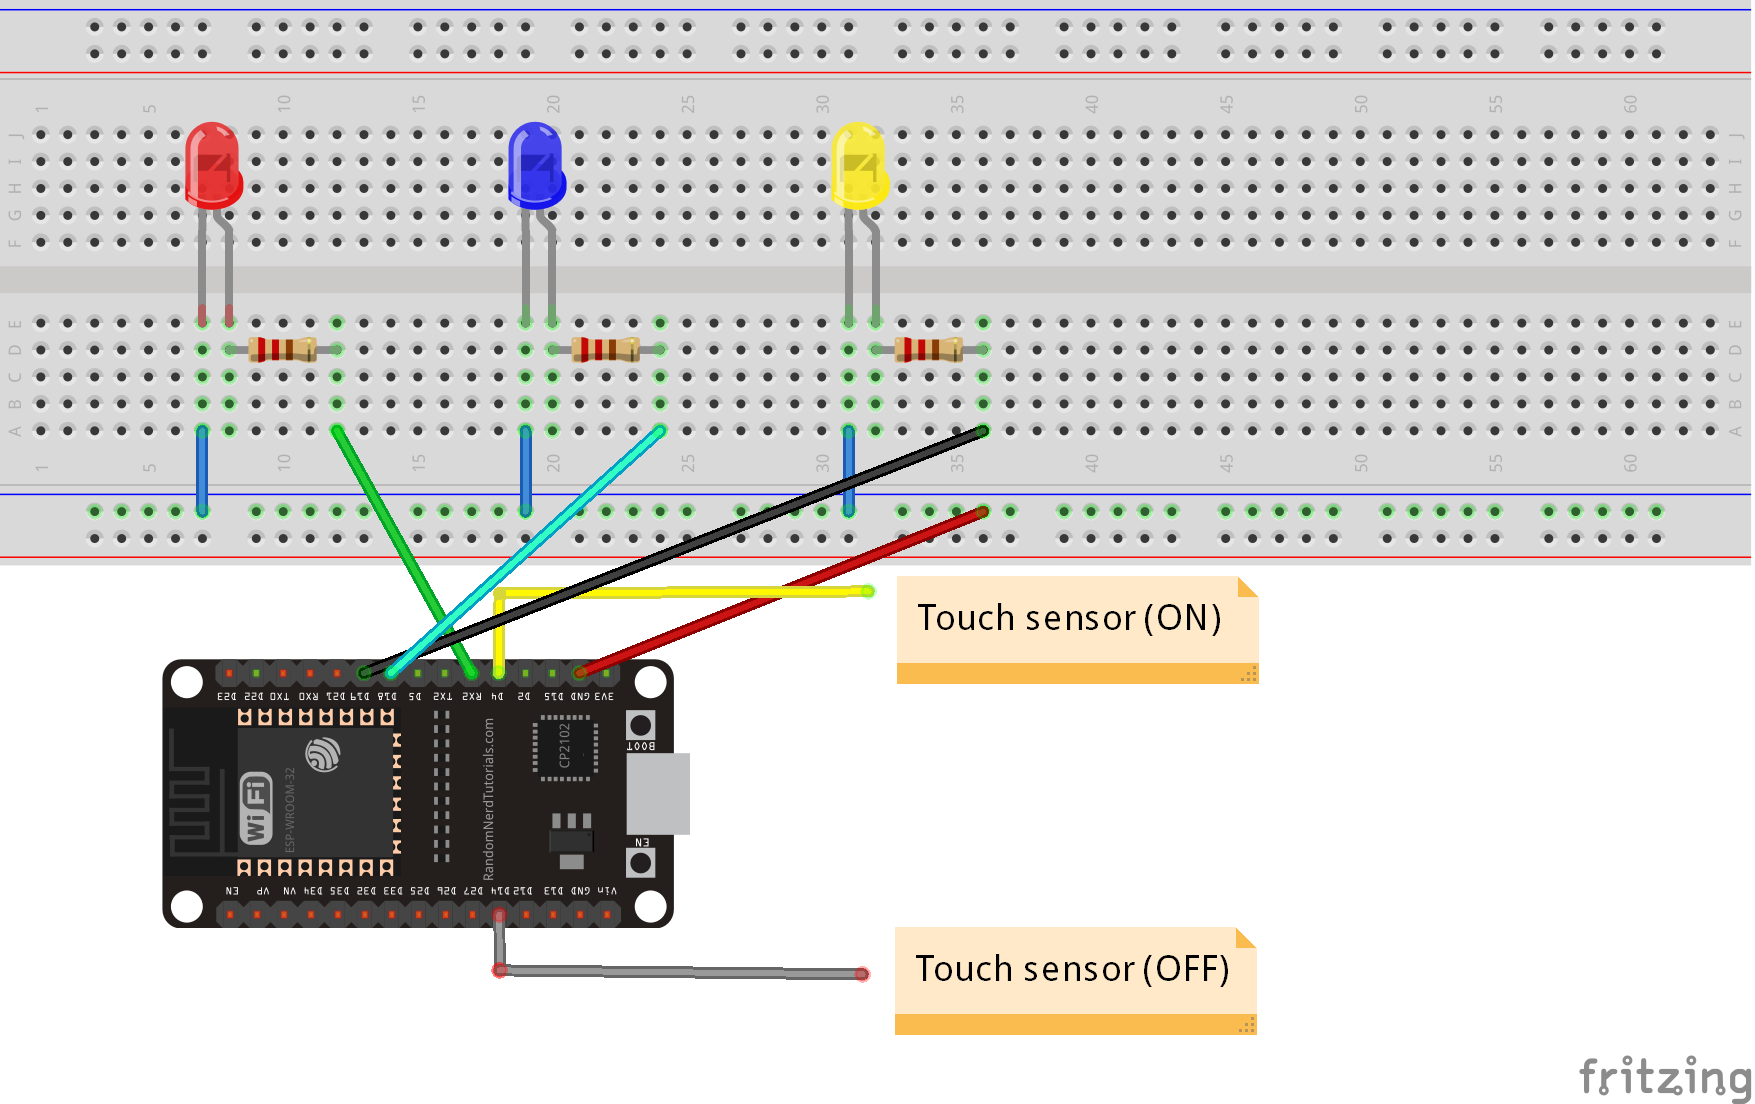 1 5 10 15 20 25 30 35 40 45 50 55 60
J J
I I
H H
G G
F F
E E
D D
C C
B B
A A
1 5 10 15 20 25 30 35 40 45 50 55 60
Touch sensor (ON)
D23 D22 TX0 RX0 D21 D19 D18 D5 TX2 RX2 D4 D2 D15 GND 3V3
BOOT
CP2102
RandomNerdTutorials.com
WiFi
ESP-WROOM-32
EN
EN VP VN D34 D35 D32 D33 D25 D26 D27 D14 D12 D13 GND Vin
Touch sensor (OFF)
fritzing